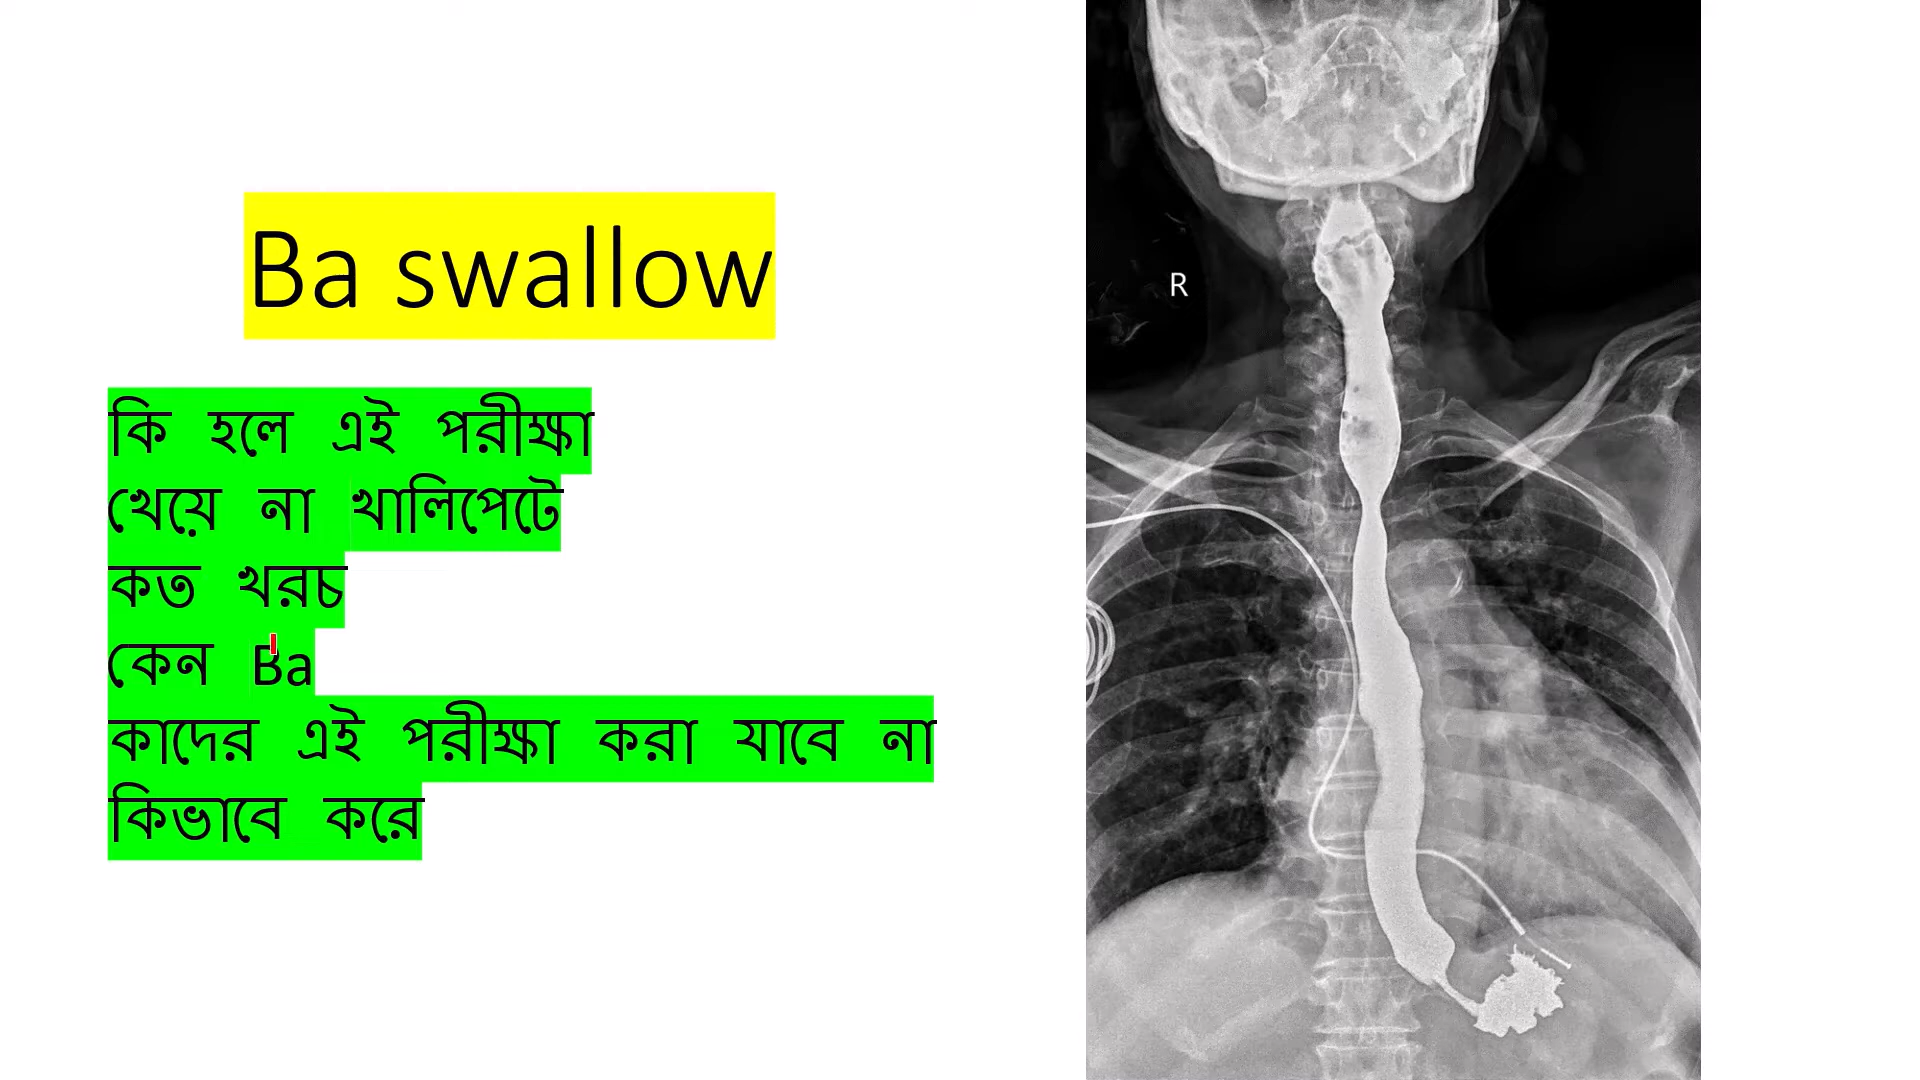 Ba swallow
কি হলে এই পরীক্ষা
খেয়ে না খালিপেটে
কত খরচ
কেন Ba
কাদের এই পরীক্ষা করা যাবে না
কিভাবে করে
R